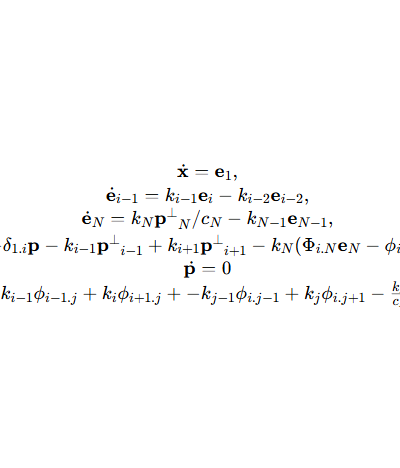 ẋ = e₁,
ė_{i−1} = k_{i−1}e_i − k_{i−2}e_{i−2},
ė_N = k_N p^⊥_N/c_N − k_{N−1}e_{N−1},
δ_{1.i}p − k_{i−1}p^⊥_{i−1} + k_{i+1}p^⊥_{i+1} − k_N(Φ_{i.N}e_N − ϕ_i
ṗ = 0
k_{i−1}ϕ_{i−1.j} + k_iϕ_{i+1.j} + −k_{j−1}ϕ_{i.j−1} + k_jϕ_{i.j+1} − k/c